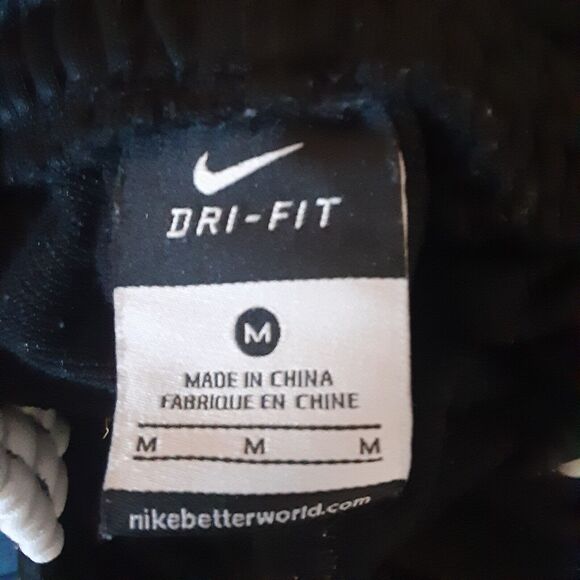 DRI-FIT
M
MADE IN CHINA
FABRIQUE EN CHINE
M M M
nikebetterworld.com